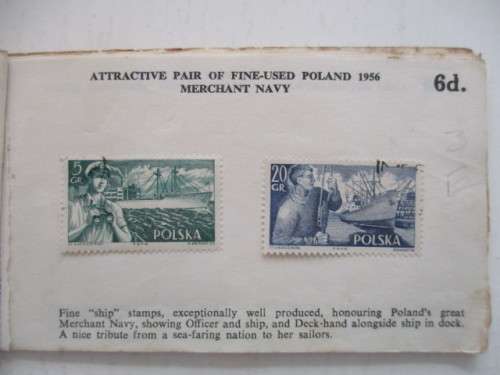 ATTRACTIVE PAIR OF FINE-USED POLAND 1956
MERCHANT NAVY
6d.
5
GR
POLSKA
20
GR.
POLSKA
Fine "ship" stamps, exceptionally well produced, honouring Poland's great
Merchant Navy, showing Officer and ship, and Deck-hand alongside ship in dock.
A nice tribute from a sea-faring nation to her sailors.